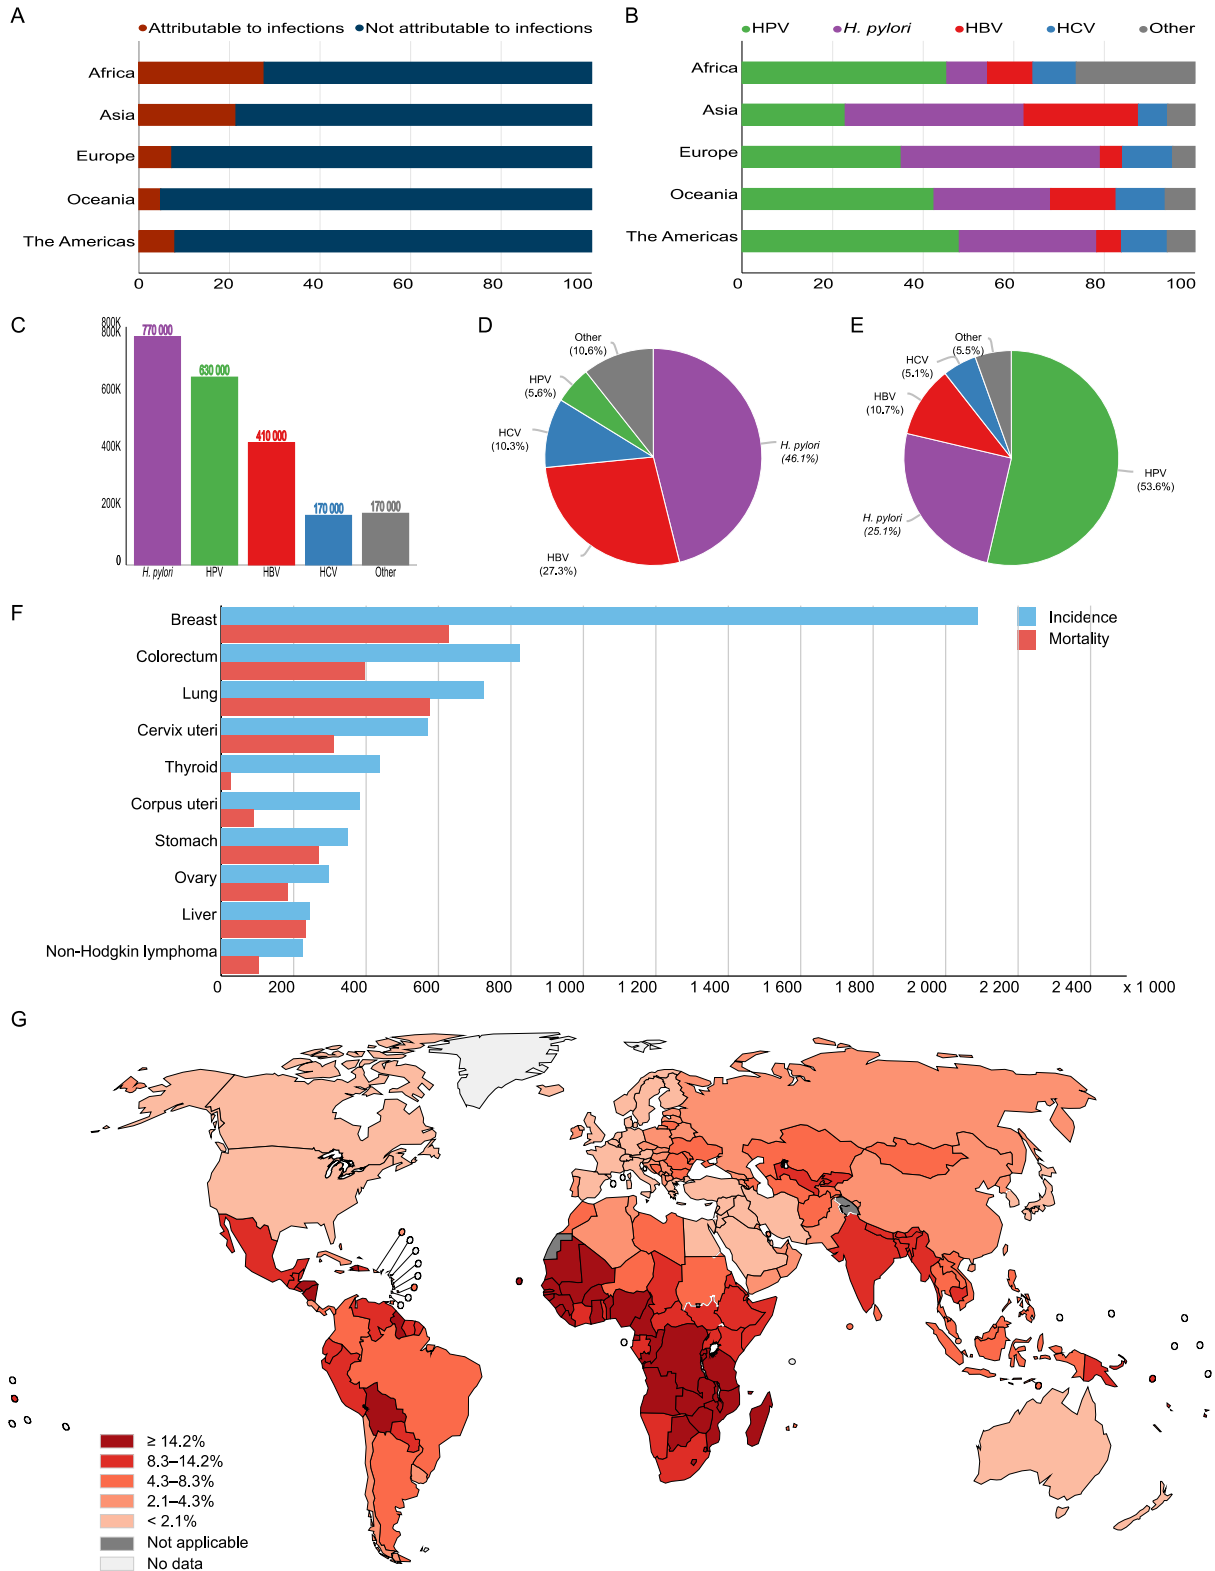 A
Attributable to infections Not attributable to infections
Africa
Asia
Europe
Oceania
The Americas
0 20 40 60 80 100
B
HPV H. pylori HBV HCV Other
Africa
Asia
Europe
Oceania
The Americas
0 20 40 60 80 100
C
800K
800K
600K
400K
200K
0
770 000
630 000
410 000
170 000
170 000
H. pylori HPV HBV HCV Other
D
Other
(10.6%)
HPV
(5.6%)
HCV
(10.3%)
HBV
(27.3%)
H. pylori
(46.1%)
E
Other
(5.5%)
HCV
(5.1%)
HBV
(10.7%)
H. pylori
(25.1%)
HPV
(53.6%)
F
Incidence
Mortality
Breast
Colorectum
Lung
Cervix uteri
Thyroid
Corpus uteri
Stomach
Ovary
Liver
Non-Hodgkin lymphoma
0 200 400 600 800 1 000 1 200 1 400 1 600 1 800 2 000 2 200 2 400 x 1 000
G
≥ 14.2%
8.3–14.2%
4.3–8.3%
2.1–4.3%
< 2.1%
Not applicable
No data